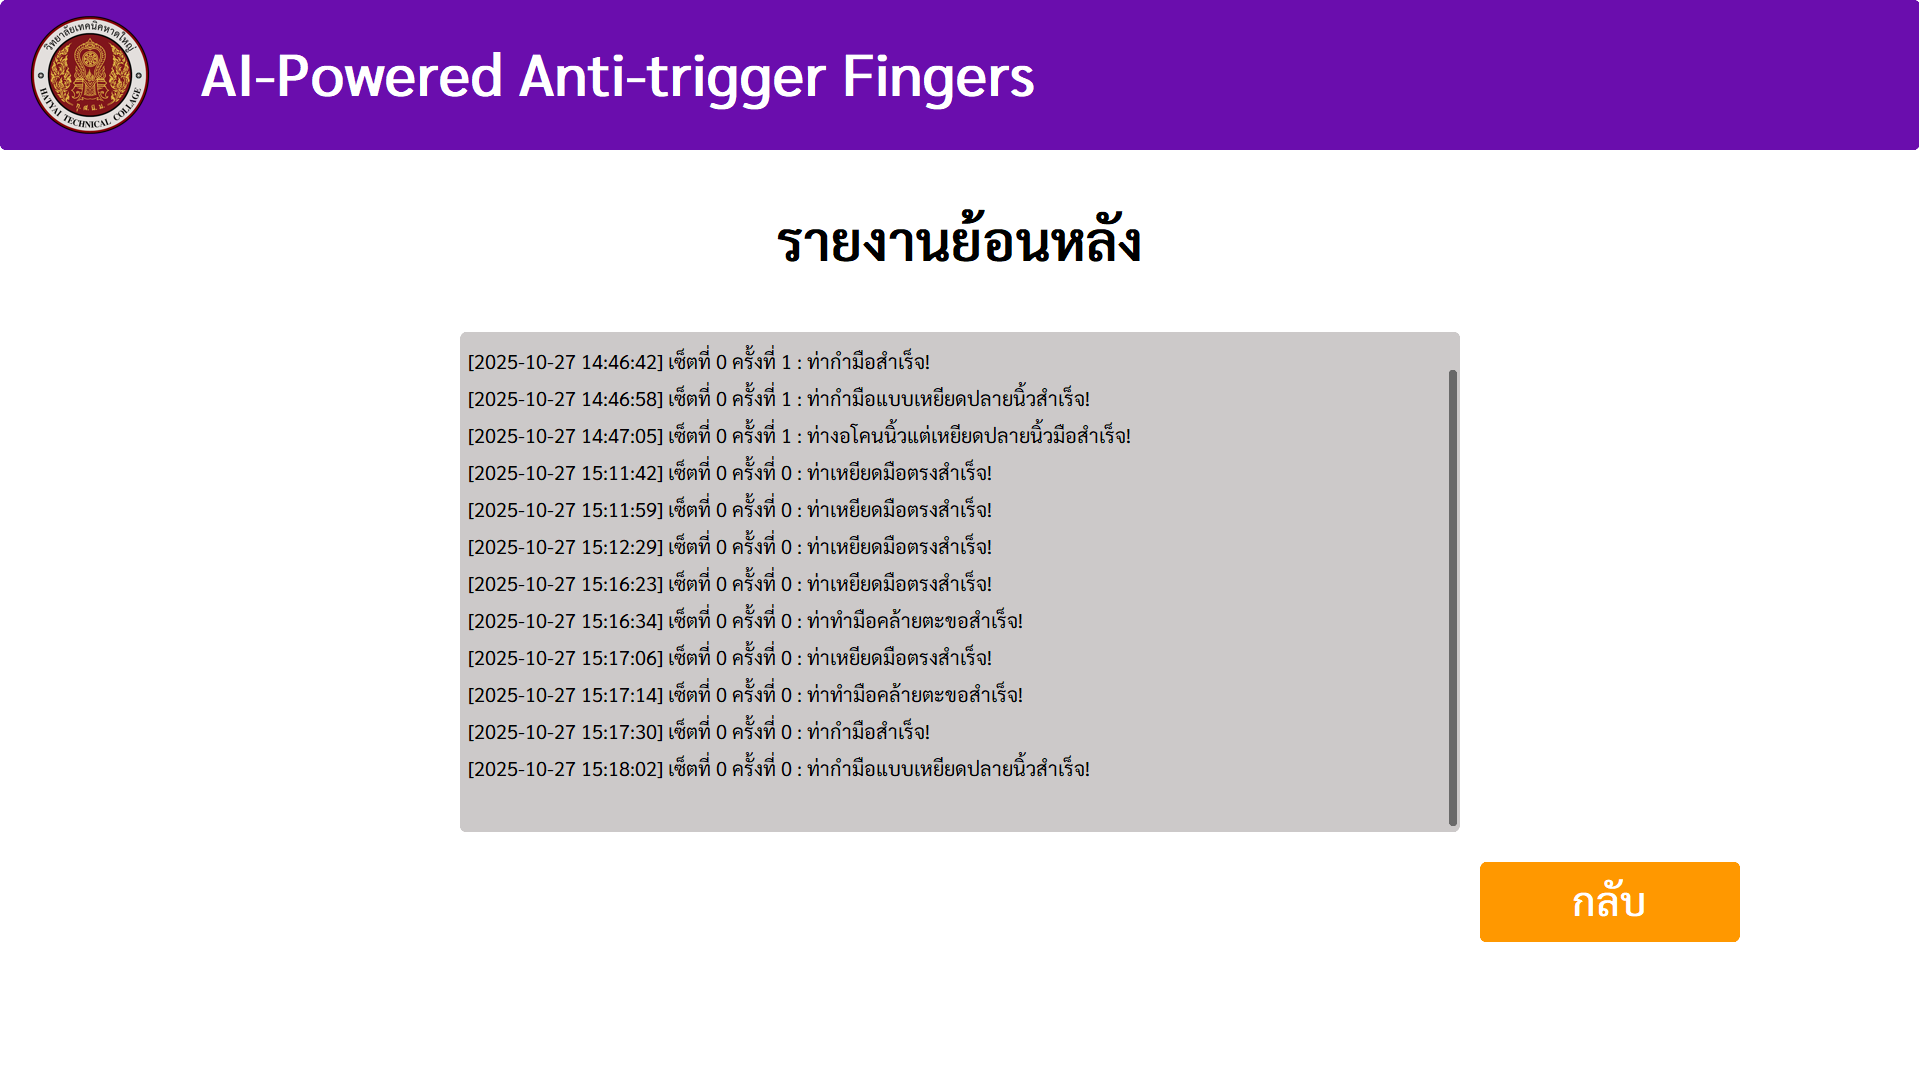 วิทยาลัยเทคนิคหาดใหญ่
HATYAI TECHNICAL COLLAGE
AI-Powered Anti-trigger Fingers
รายงานย้อนหลัง
[2025-10-27 14:46:42] เซ็ตที่ 0 ครั้งที่ 1 : ท่ากำมือสำเร็จ!
[2025-10-27 14:46:58] เซ็ตที่ 0 ครั้งที่ 1 : ท่ากำมือแบบเหยียดปลายนิ้วสำเร็จ!
[2025-10-27 14:47:05] เซ็ตที่ 0 ครั้งที่ 1 : ท่างอโคนนิ้วแต่เหยียดปลายนิ้วมือสำเร็จ!
[2025-10-27 15:11:42] เซ็ตที่ 0 ครั้งที่ 0 : ท่าเหยียดมือตรงสำเร็จ!
[2025-10-27 15:11:59] เซ็ตที่ 0 ครั้งที่ 0 : ท่าเหยียดมือตรงสำเร็จ!
[2025-10-27 15:12:29] เซ็ตที่ 0 ครั้งที่ 0 : ท่าเหยียดมือตรงสำเร็จ!
[2025-10-27 15:16:23] เซ็ตที่ 0 ครั้งที่ 0 : ท่าเหยียดมือตรงสำเร็จ!
[2025-10-27 15:16:34] เซ็ตที่ 0 ครั้งที่ 0 : ท่าทำมือคล้ายตะขอสำเร็จ!
[2025-10-27 15:17:06] เซ็ตที่ 0 ครั้งที่ 0 : ท่าเหยียดมือตรงสำเร็จ!
[2025-10-27 15:17:14] เซ็ตที่ 0 ครั้งที่ 0 : ท่าทำมือคล้ายตะขอสำเร็จ!
[2025-10-27 15:17:30] เซ็ตที่ 0 ครั้งที่ 0 : ท่ากำมือสำเร็จ!
[2025-10-27 15:18:02] เซ็ตที่ 0 ครั้งที่ 0 : ท่ากำมือแบบเหยียดปลายนิ้วสำเร็จ!
กลับ